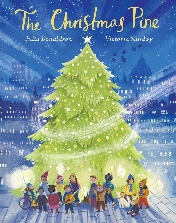 The Christmas Pine
Julia Donaldson Victoria Sandøy